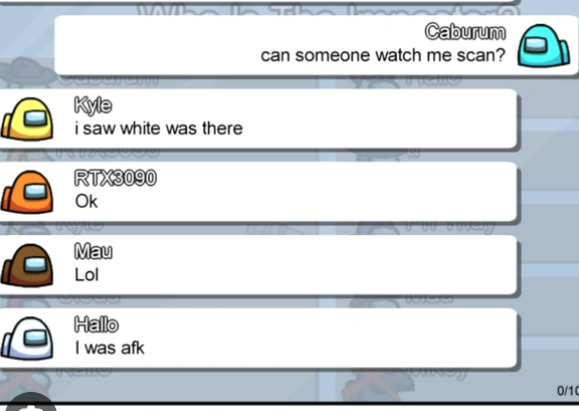 Who Is The Impostor?
Caburum
can someone watch me scan?
Kyle
i saw white was there
RTX3090
Ok
Mau
Lol
Hallo
I was afk
0/10